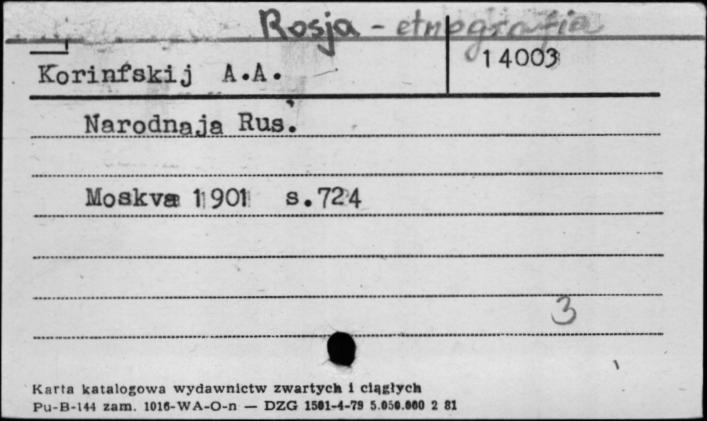 Rosja - etnografia
Korinfskij A.A.
14003
Narodnaja Rus'.
Moskva 1901 s.724
3
Karta katalogowa wydawnictw zwartych i ciągłych
Pu-B-144 zam. 1016-WA-O-n — DZG 1501-4-79 5.050.000 2 81